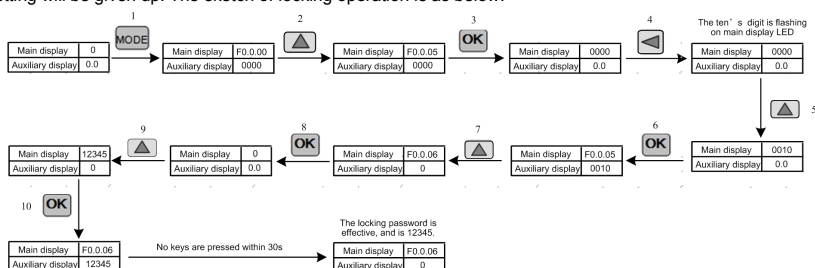 setting will be given up. The sketch of locking operation is as below:
1
MODE
2
3
OK
4
The ten's digit is flashing
on main display LED
Main display 0
Auxiliary display 0.0
Main display F0.0.00
Auxiliary display 0000
Main display F0.0.05
Auxiliary display 0000
Main display 0000
Auxiliary display 0.0
Main display 0000
Auxiliary display 0.0
5
9
8
OK
7
6
OK
Main display 12345
Auxiliary display 0
Main display 0
Auxiliary display 0.0
Main display F0.0.06
Auxiliary display 0
Main display F0.0.05
Auxiliary display 0010
Main display 0010
Auxiliary display 0.0
10 OK
The locking password is
effective, and is 12345.
Main display F0.0.06
Auxiliary display 12345
No keys are pressed within 30s
Main display F0.0.06
Auxiliary display 0